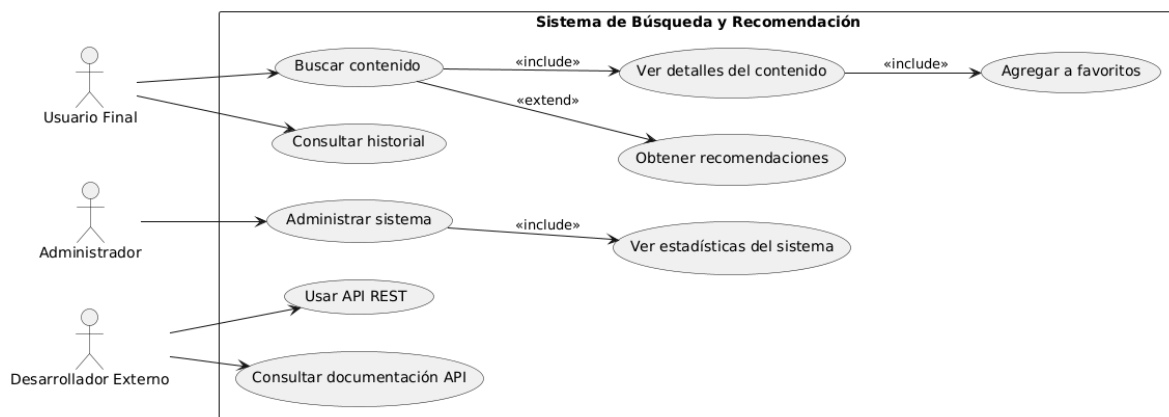 Sistema de Búsqueda y Recomendación
Usuario Final
Buscar contenido
«include»
Ver detalles del contenido
«include»
Agregar a favoritos
«extend»
Consultar historial
Obtener recomendaciones
Administrador
Administrar sistema
«include»
Ver estadísticas del sistema
Desarrollador Externo
Usar API REST
Consultar documentación API